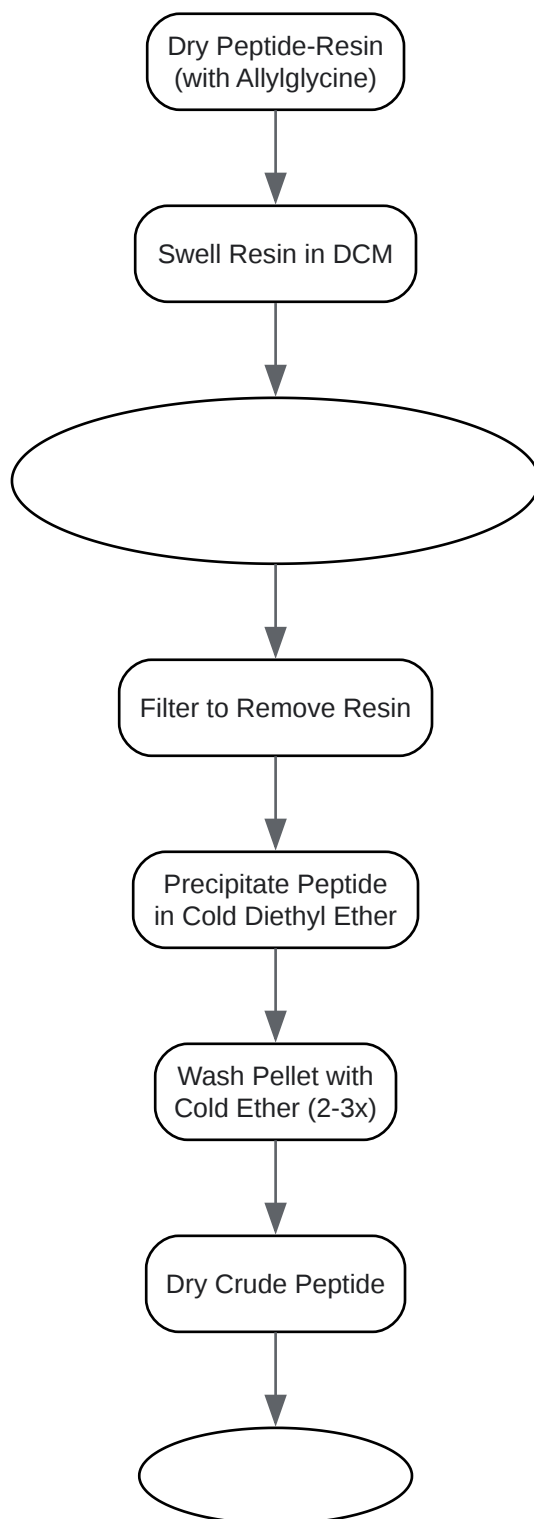 Dry Peptide-Resin
(with Allylglycine)
Swell Resin in DCM
Filter to Remove Resin
Precipitate Peptide
in Cold Diethyl Ether
Wash Pellet with
Cold Ether (2-3x)
Dry Crude Peptide